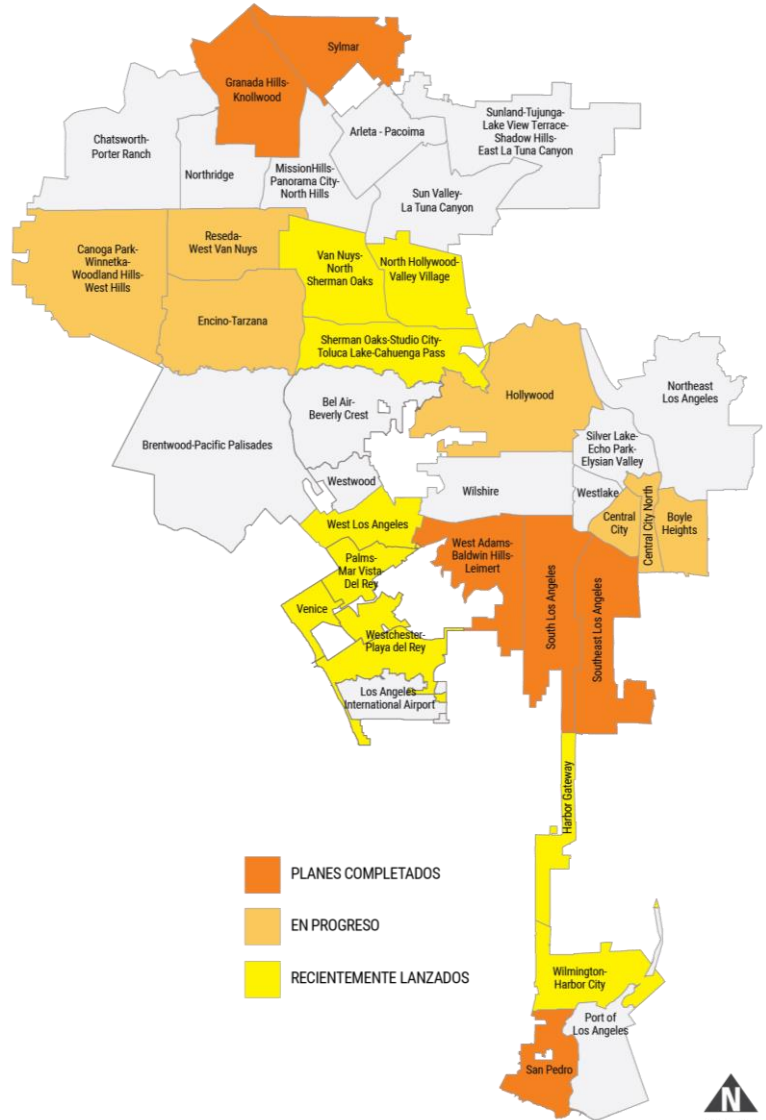 Sylmar
Granada Hills-
Knollwood
Chatsworth-
Porter Ranch
Northridge
MissionHills-
Panorama City-
North Hills
Arleta - Pacoima
Sunland-Tujunga-
Lake View Terrace-
Shadow Hills-
East La Tuna Canyon
Sun Valley-
La Tuna Canyon
Canoga Park-
Winnetka-
Woodland Hills-
West Hills
Reseda-
West Van Nuys
Van Nuys-
North
Sherman Oaks
North Hollywood-
Valley Village
Encino-Tarzana
Sherman Oaks-Studio City-
Toluca Lake-Cahuenga Pass
Brentwood-Pacific Palisades
Bel Air-
Beverly Crest
Hollywood
Northeast
Los Angeles
Silver Lake-
Echo Park-
Elysian Valley
Westwood
Wilshire
Westlake
Central
City
Central City North
Boyle
Heights
West Los Angeles
West Adams-
Baldwin Hills-
Leimert
South Los Angeles
Southeast Los Angeles
Palms-
Mar Vista-
Del Rey
Venice
Westchester-
Playa del Rey
Los Angeles
International Airport
Harbor Gateway
PLANES COMPLETADOS
EN PROGRESO
RECIENTEMENTE LANZADOS
Wilmington-
Harbor City
Port of
Los Angeles
San Pedro
N